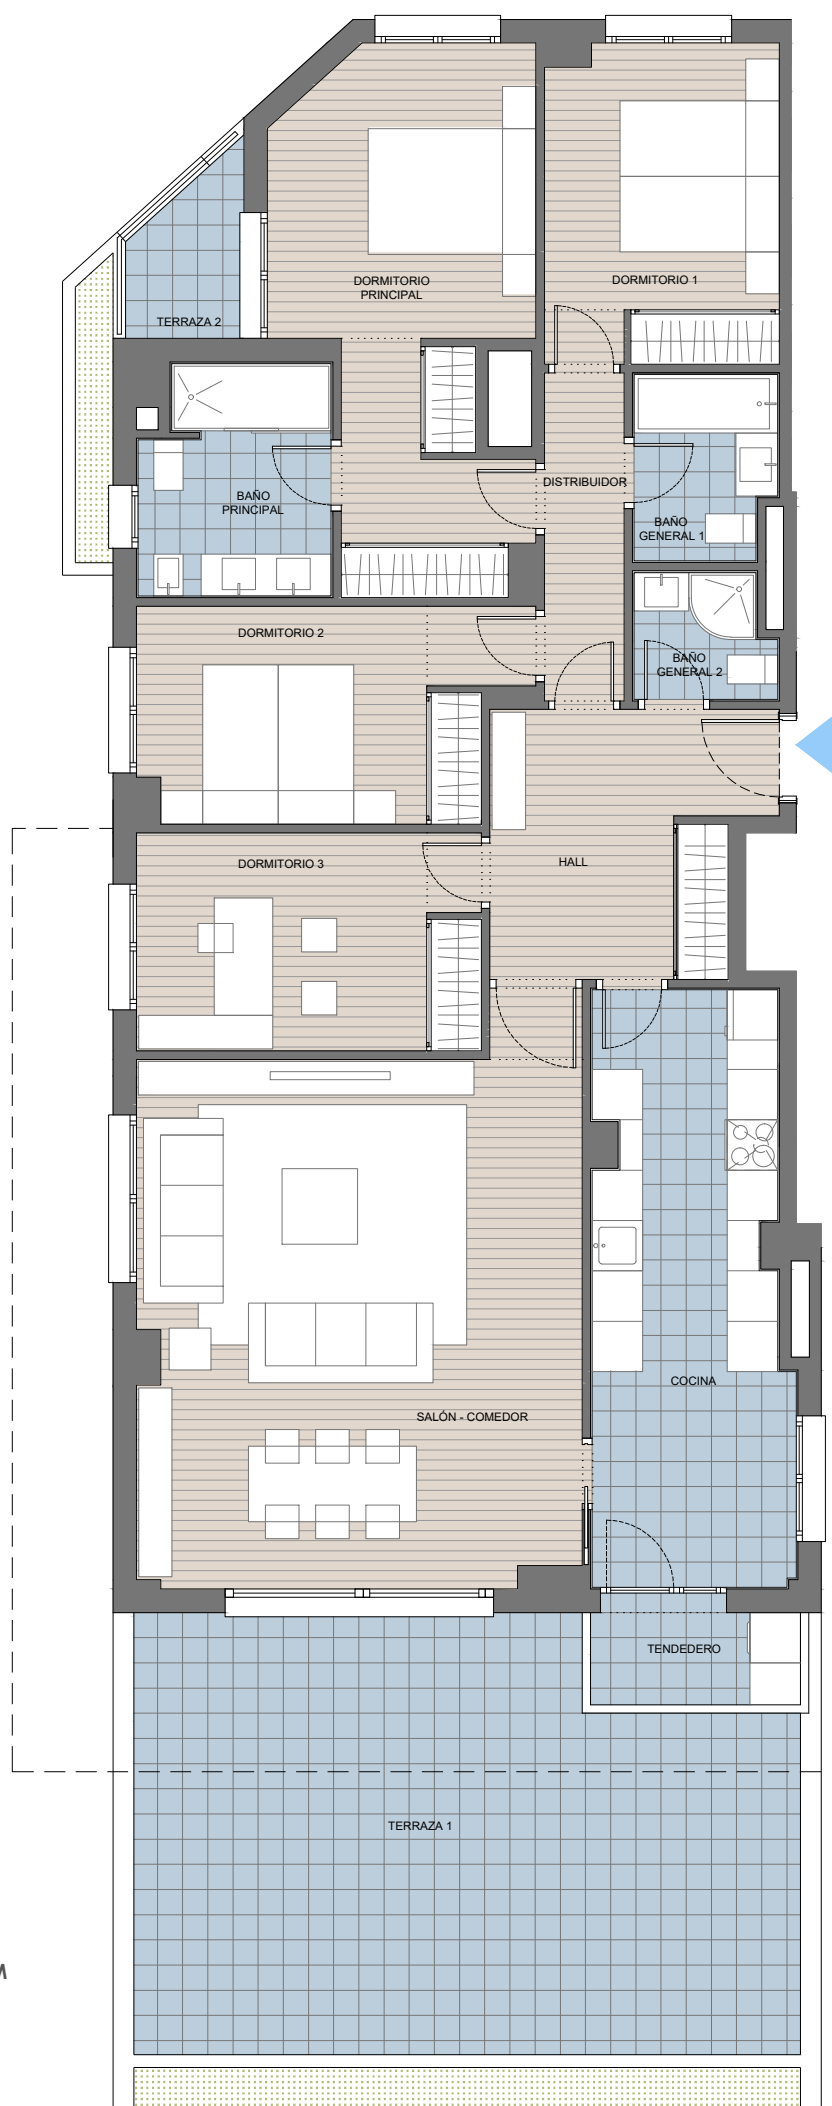 DORMITORIO
PRINCIPAL
DORMITORIO 1
TERRAZA 2
DISTRIBUIDOR
BAÑO
PRINCIPAL
BAÑO
GENERAL 1
DORMITORIO 2
BAÑO
GENERAL 2
DORMITORIO 3
HALL
COCINA
SALÓN - COMEDOR
TENDEDERO
TERRAZA 1